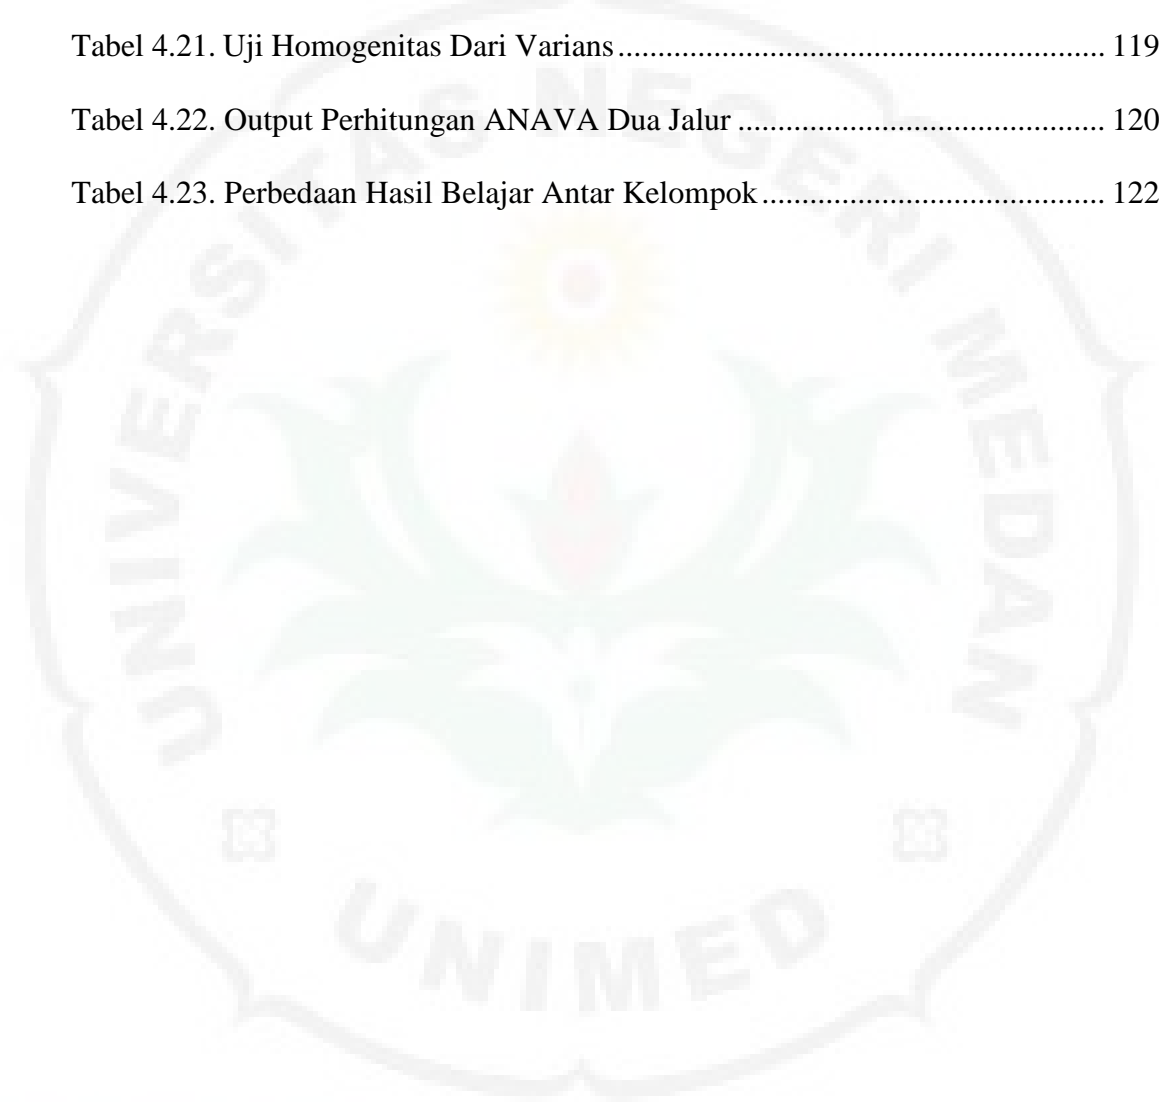 Tabel 4.21. Uji Homogenitas Dari Varians............................................................. 119
Tabel 4.22. Output Perhitungan ANAVA Dua Jalur .............................................. 120
Tabel 4.23. Perbedaan Hasil Belajar Antar Kelompok........................................... 122
UNIVERSITAS NEGERI MEDAN
UNIMED